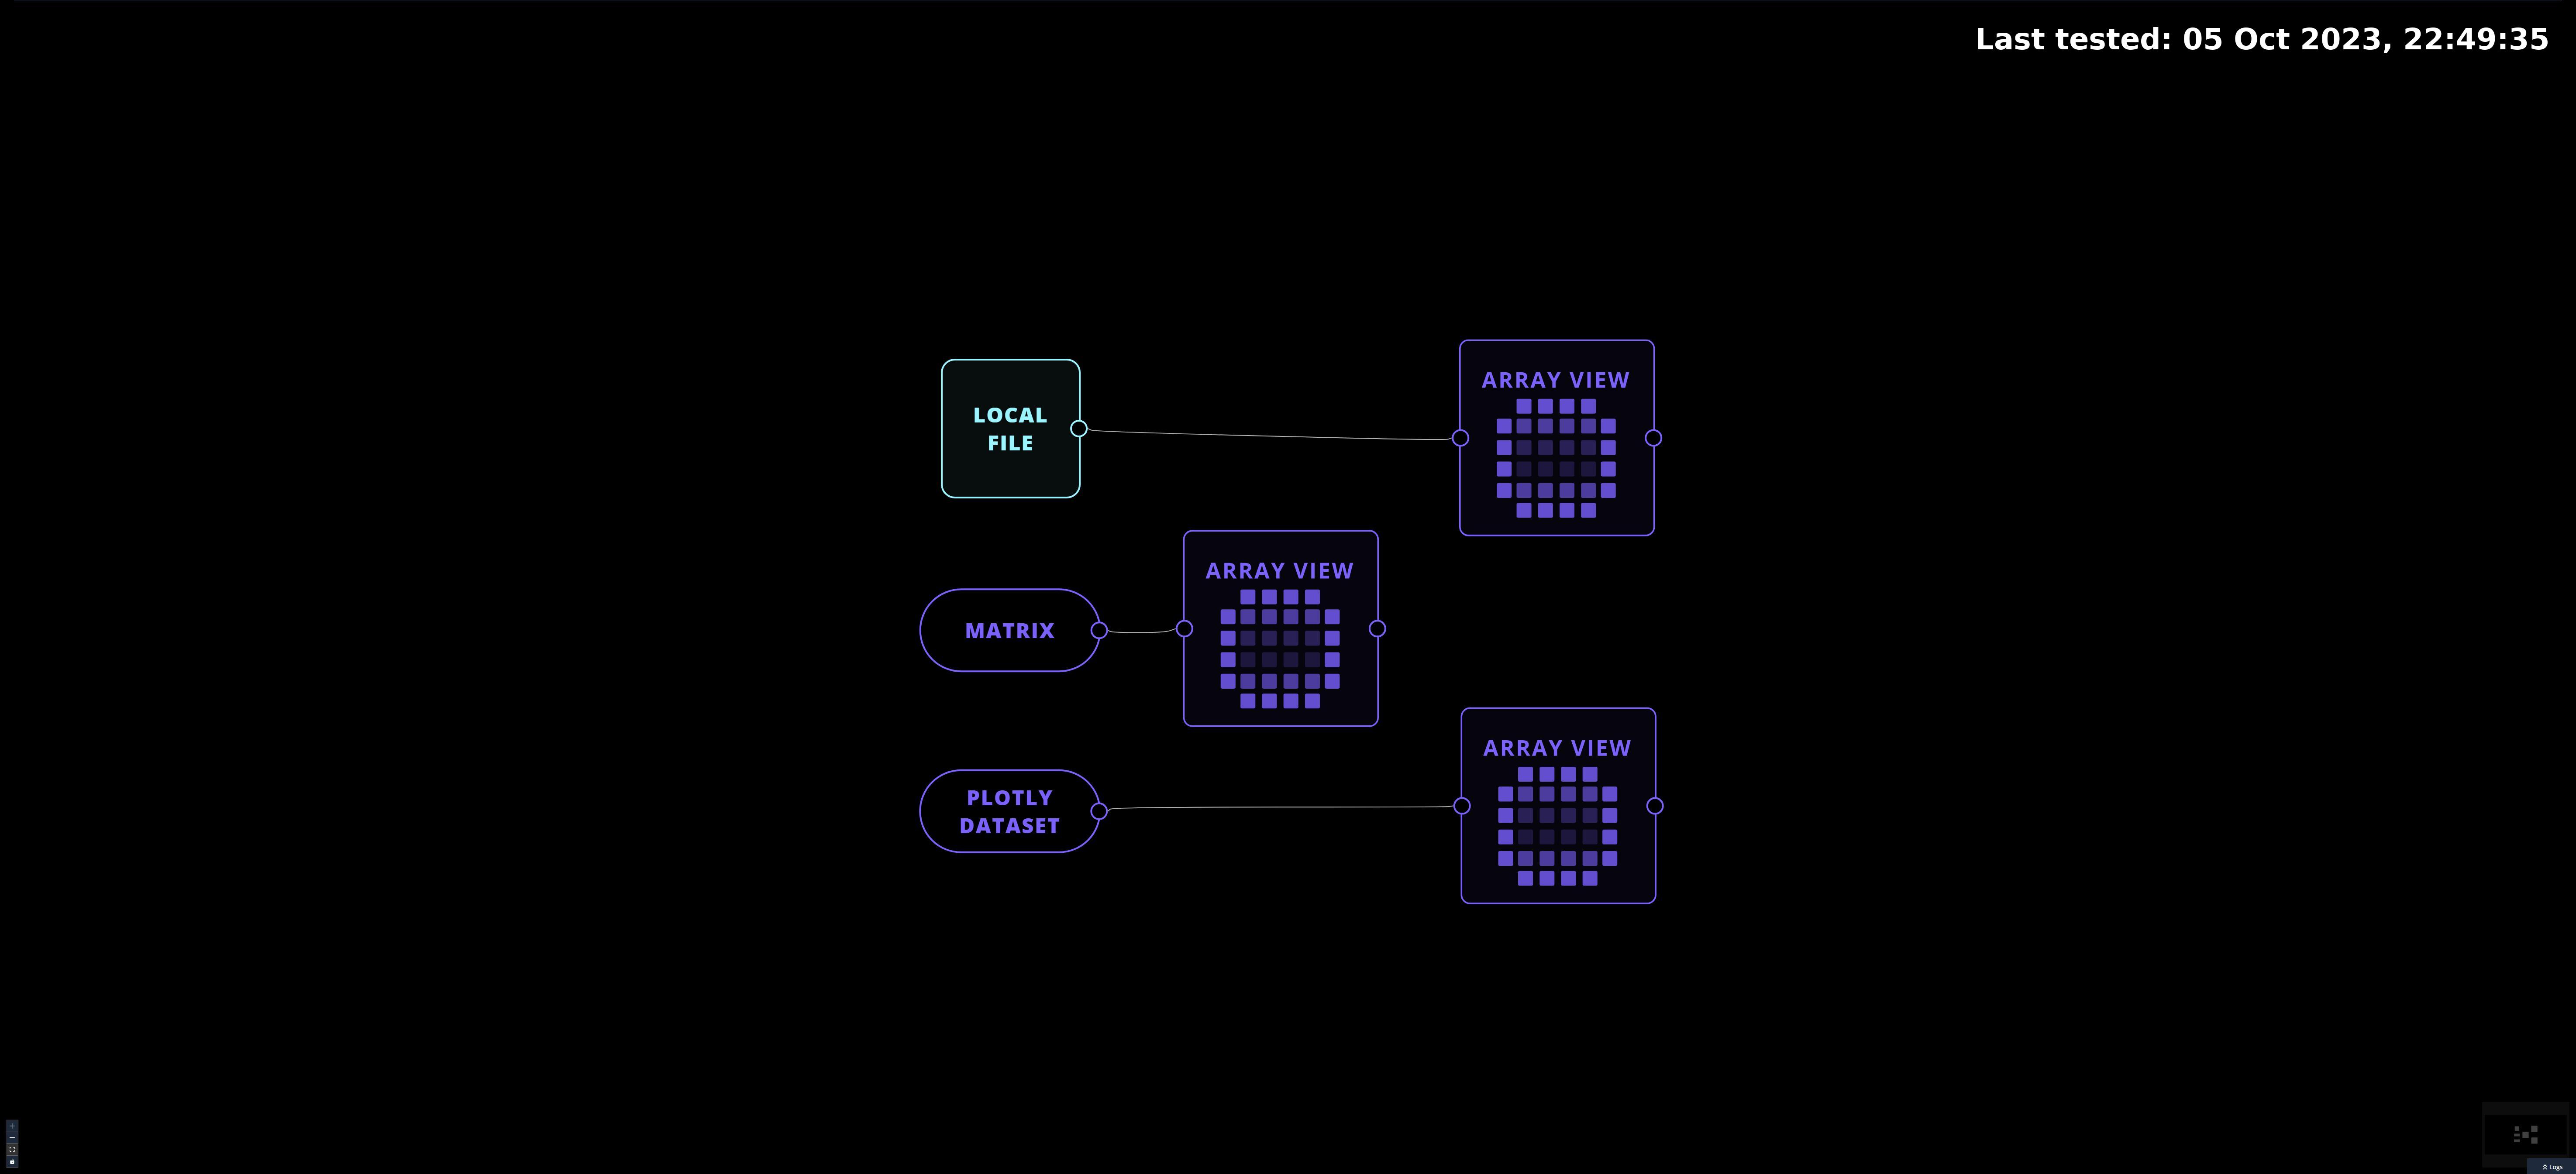 Last tested: 05 Oct 2023, 22:49:35
LOCAL
FILE
ARRAY VIEW
ARRAY VIEW
MATRIX
PLOTLY
DATASET
ARRAY VIEW
Logs